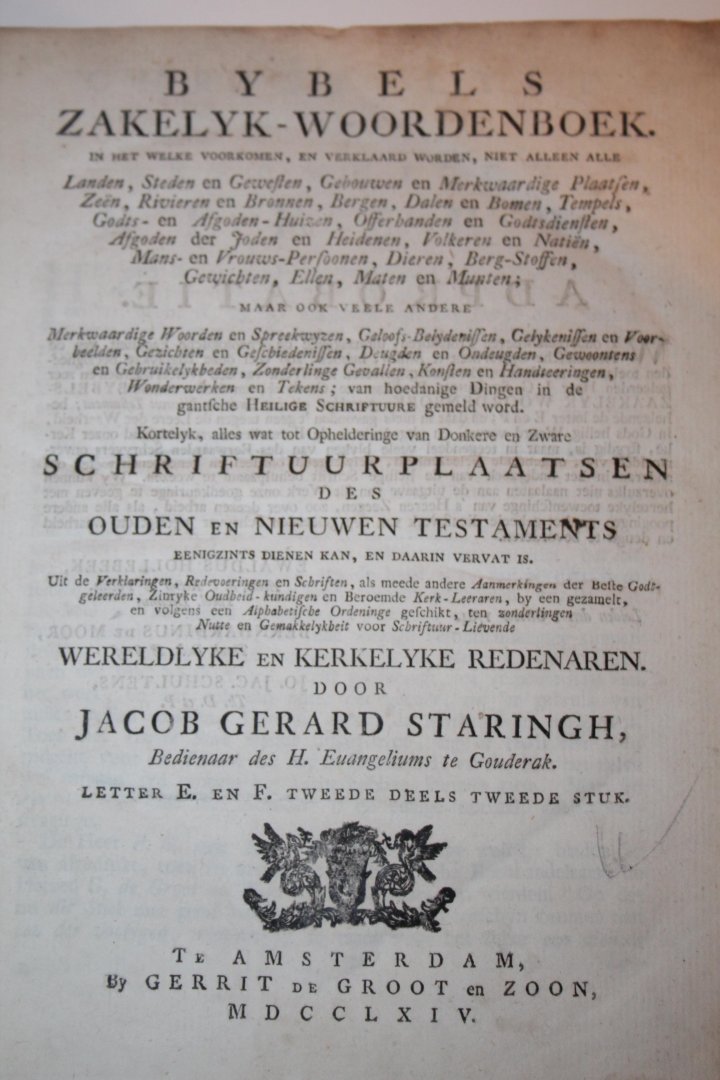 BYBELS
ZAKELYK-WOORDENBOEK.
IN HET WELKE VOORKOMEN, EN VERKLAARD WORDEN, NIET ALLEEN ALLE
Landen, Steden en Geweſten, Gebouwen en Merkwaardige Plaatſen,
Zeën, Rivieren en Bronnen, Bergen, Dalen en Bomen, Tempels,
Godts- en Afgoden-Huizen, Offerhanden en Godtsdienſten,
Afgoden der Joden en Heidenen, Volkeren en Natiën,
Mans- en Vrouws-Perſoonen, Dieren, Berg-Stoffen,
Gewichten, Ellen, Maten en Munten;
MAAR OOK VEELE ANDERE
Merkwaardige Woorden en Spreekwyzen, Geloofs-Belydeniſſen, Gelykeniſſen en Voor-
beelden, Gezichten en Geſchiedeniſſen, Deugden en Ondeugden, Gewoontens
en Gebruikelykheden, Zonderlinge Gevallen, Konſten en Handteeringen,
Wonderwerken en Tekens; van hoedanige Dingen in de
gantſche HEILIGE SCHRIFTUURE gemeld word.
Kortelyk, alles wat tot Ophelderinge van Donkere en Zware
SCHRIFTUURPLAATSEN
DES
OUDEN EN NIEUWEN TESTAMENTS
EENIGZINTS DIENEN KAN, EN DAARIN VERVAT IS.
Uit de Verklaringen, Redevoeringen en Schriften, als meede andere Aanmerkingen der Beſte Godt-
geleerden, Zinryke Oudheid-kundigen en Beroemde Kerk-Leeraren, by een gezamelt,
en volgens een Alphabetiſche Ordeninge geſchikt, ten zonderlingen
Nutte en Gemakkelykheit voor Schriftuur-Lievende
WERELDLYKE EN KERKELYKE REDENAREN.
DOOR
JACOB GERARD STARINGH,
Bedienaar des H. Euangeliums te Gouderak.
LETTER E. EN F. TWEEDE DEELS TWEEDE STUK.
TE AMSTERDAM,
By GERRIT DE GROOT en ZOON,
MDCCLXIV.